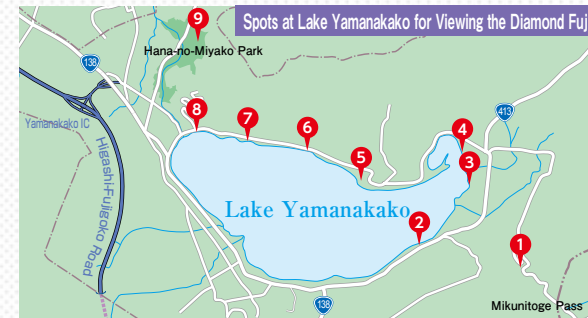 Spots at Lake Yamanakako for Viewing the Diamond Fuj
9
Hana-no-Miyako Park
138
413
Yamanakako IC
8
7
6
5
4
3
Higashi-Fujigoko Road
Lake Yamanakako
2
1
138
Mikunitoge Pass